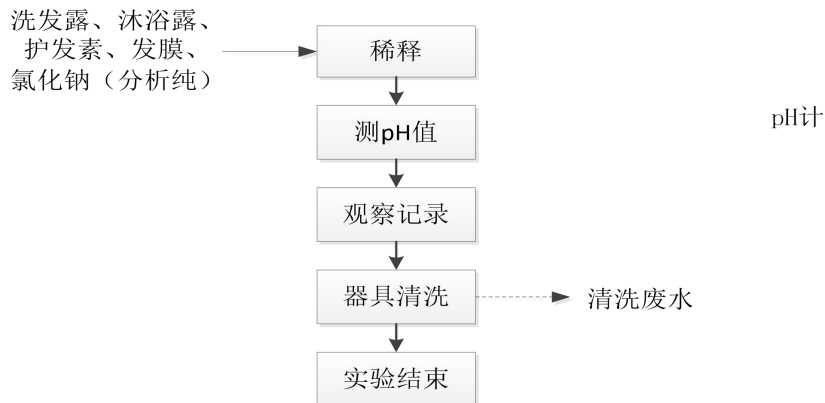 洗发露、沐浴露、
护发素、发膜、
氯化钠（分析纯）
稀释
测pH值
pH计
观察记录
器具清洗
清洗废水
实验结束